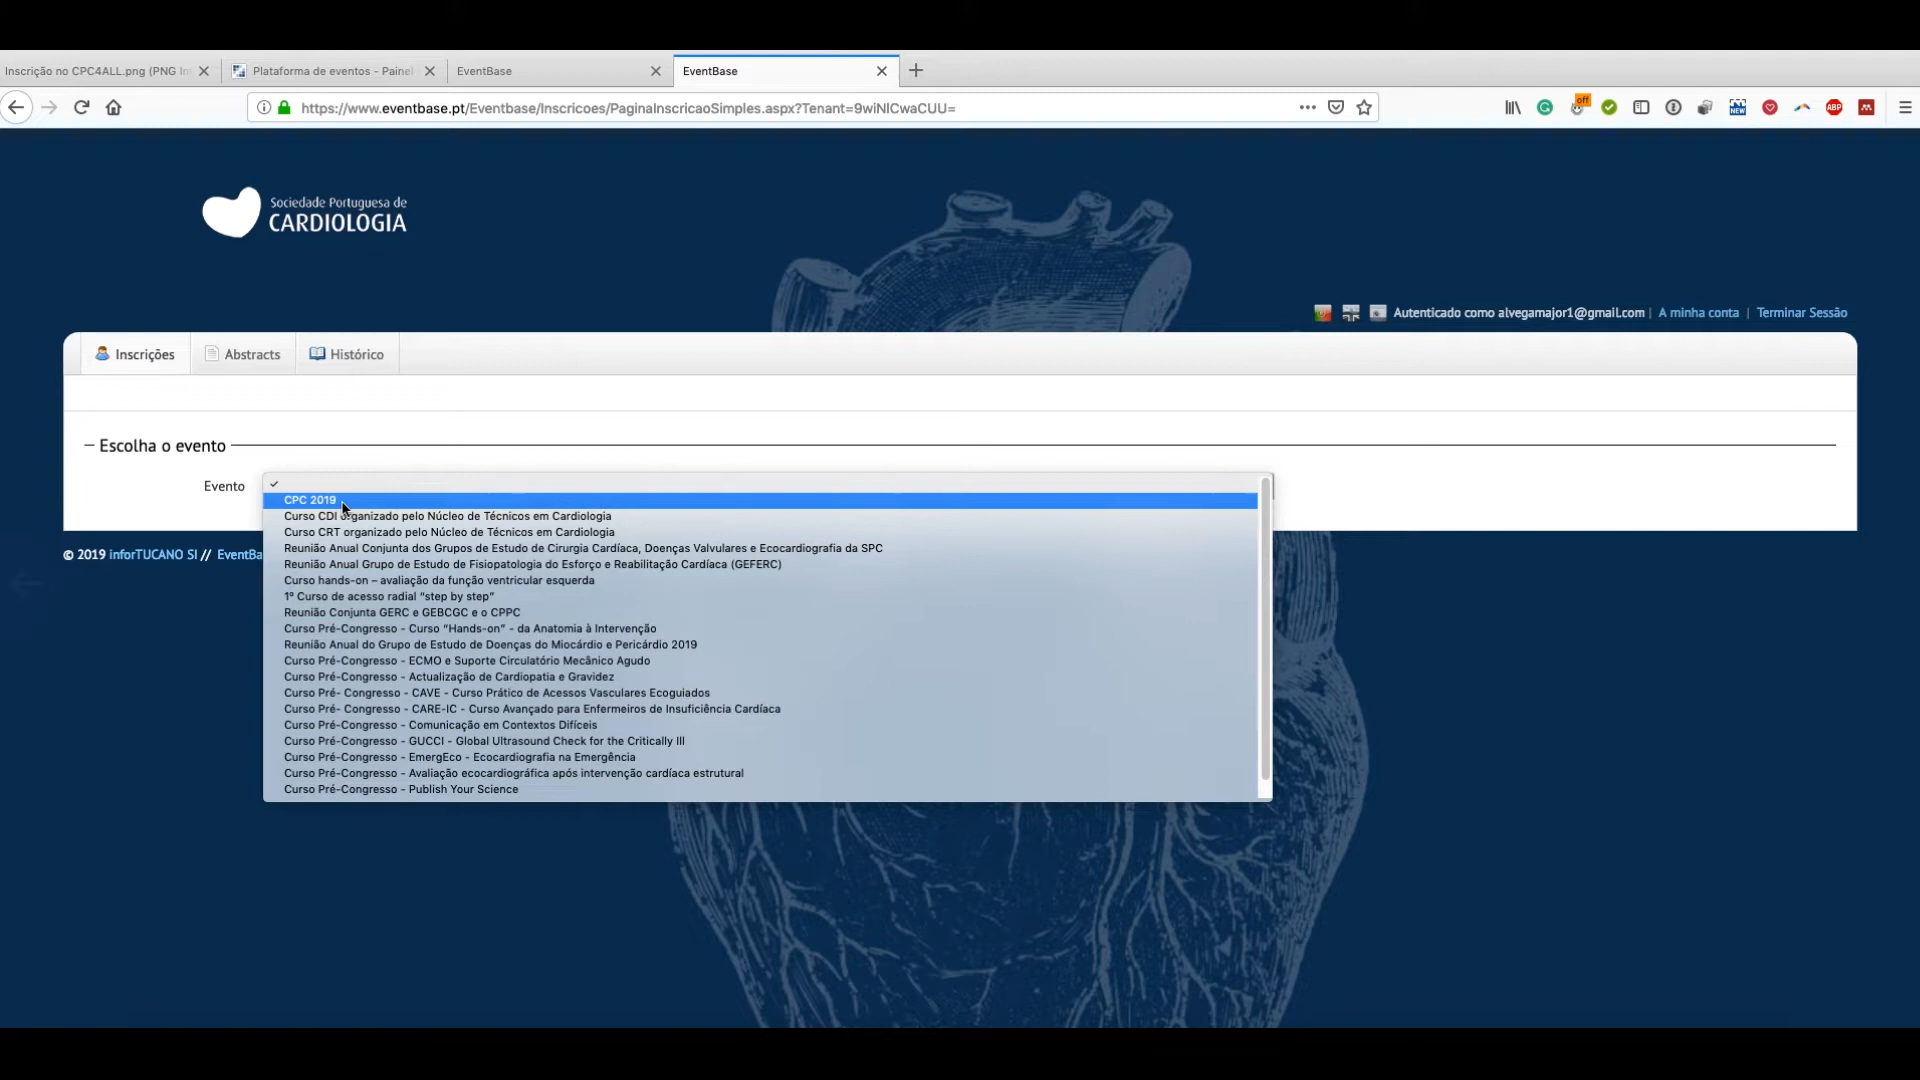 Inscrição no CPC4ALL.png (PNG Im
Plataforma de eventos - Painel
EventBase
EventBase
https://www.eventbase.pt/Eventbase/Inscricoes/PaginaInscricaoSimples.aspx?Tenant=9wiNlCwaCUU=
off
NEW
ABP
Sociedade Portuguesa de
CARDIOLOGIA
Autenticado como alvegamajor1@gmail.com | A minha conta | Terminar Sessão
Inscrições
Abstracts
Histórico
Escolha o evento
Evento
CPC 2019
Curso CDI organizado pelo Núcleo de Técnicos em Cardiologia
Curso CRT organizado pelo Núcleo de Técnicos em Cardiologia
Reunião Anual Conjunta dos Grupos de Estudo de Cirurgia Cardíaca, Doenças Valvulares e Ecocardiografia da SPC
Reunião Anual Grupo de Estudo de Fisiopatologia do Esforço e Reabilitação Cardíaca (GEFERC)
Curso hands-on – avaliação da função ventricular esquerda
1º Curso de acesso radial “step by step”
Reunião Conjunta GERC e GEBCGC e o CPPC
Curso Pré-Congresso - Curso “Hands-on” - da Anatomia à Intervenção
Reunião Anual do Grupo de Estudo de Doenças do Miocárdio e Pericárdio 2019
Curso Pré-Congresso - ECMO e Suporte Circulatório Mecânico Agudo
Curso Pré-Congresso - Actualização de Cardiopatia e Gravidez
Curso Pré- Congresso - CAVE - Curso Prático de Acessos Vasculares Ecoguiados
Curso Pré- Congresso - CARE-IC - Curso Avançado para Enfermeiros de Insuficiência Cardíaca
Curso Pré-Congresso - Comunicação em Contextos Difíceis
Curso Pré-Congresso - GUCCI - Global Ultrasound Check for the Critically Ill
Curso Pré-Congresso - EmergEco - Ecocardiografia na Emergência
Curso Pré-Congresso - Avaliação ecocardiográfica após intervenção cardíaca estrutural
Curso Pré-Congresso - Publish Your Science
© 2019 inforTUCANO SI // EventBa